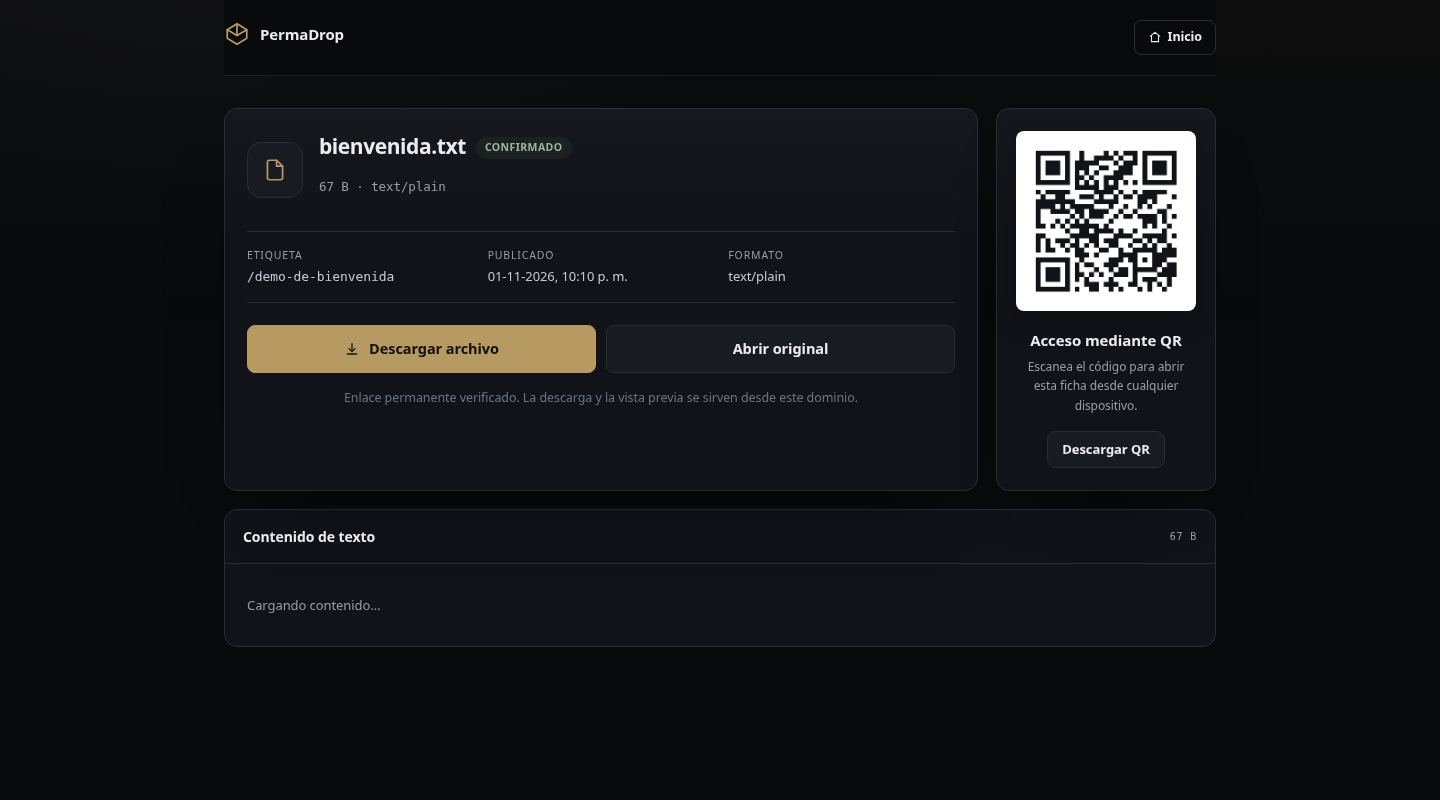 PermaDrop
Inicio
bienvenida.txt CONFIRMADO
67 B · text/plain
ETIQUETA
/demo-de-bienvenida
PUBLICADO
01-11-2026, 10:10 p. m.
FORMATO
text/plain
Descargar archivo
Abrir original
Enlace permanente verificado. La descarga y la vista previa se sirven desde este dominio.
Acceso mediante QR
Escanea el código para abrir
esta ficha desde cualquier
dispositivo.
Descargar QR
Contenido de texto
67 B
Cargando contenido...